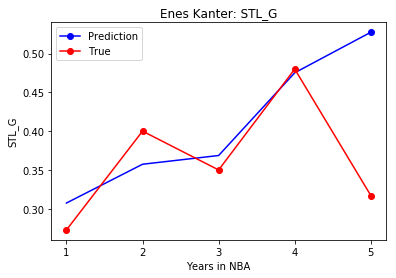 Enes Kanter: STL_G
Prediction
True
0.50
0.45
0.40
0.35
0.30
STL_G
1 2 3 4 5
Years in NBA